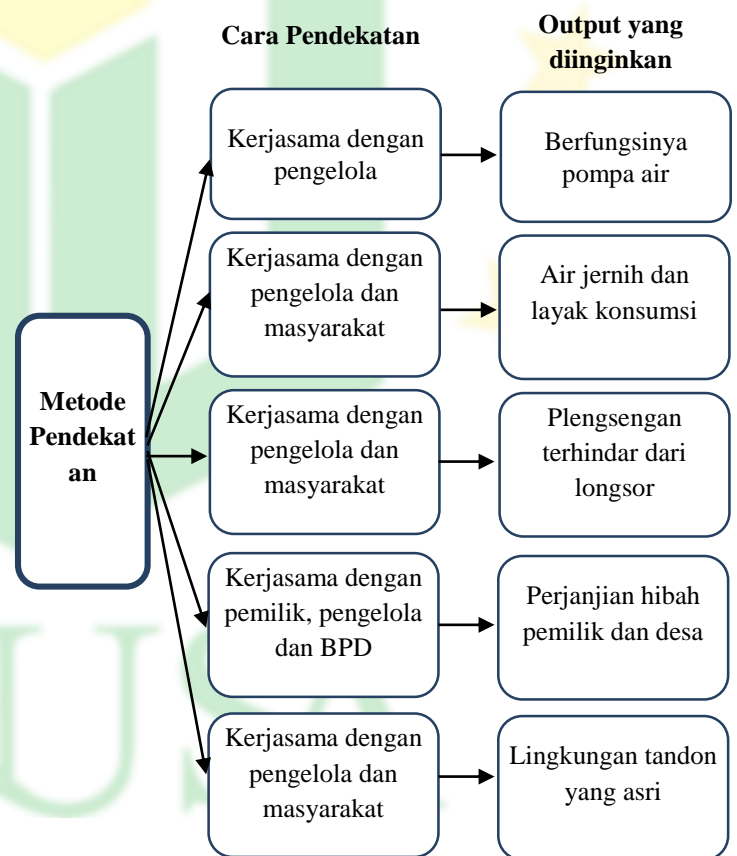 Cara Pendekatan
Output yang
diinginkan
Metode
Pendekat
an
Kerjasama dengan
pengelola
Berfungsinya
pompa air
Kerjasama dengan
pengelola dan
masyarakat
Air jernih dan
layak konsumsi
Kerjasama dengan
pengelola dan
masyarakat
Plengsengan
terhindar dari
longsor
Kerjasama dengan
pemilik, pengelola
dan BPD
Perjanjian hibah
pemilik dan desa
Kerjasama dengan
pengelola dan
masyarakat
Lingkungan tandon
yang asri